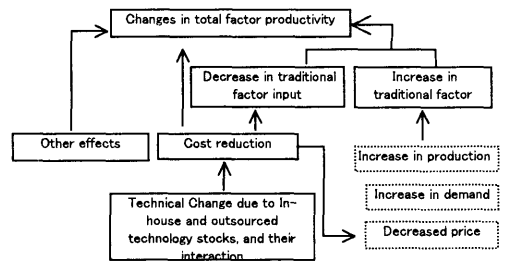 Changes in total factor productivity
Decrease in traditional
factor input
Increase in
traditional factor
Other effects
Cost reduction
Increase in production
Technical Change due to In-
house and outsourced
technology stocks, and their
interaction
Increase in demand
Decreased price